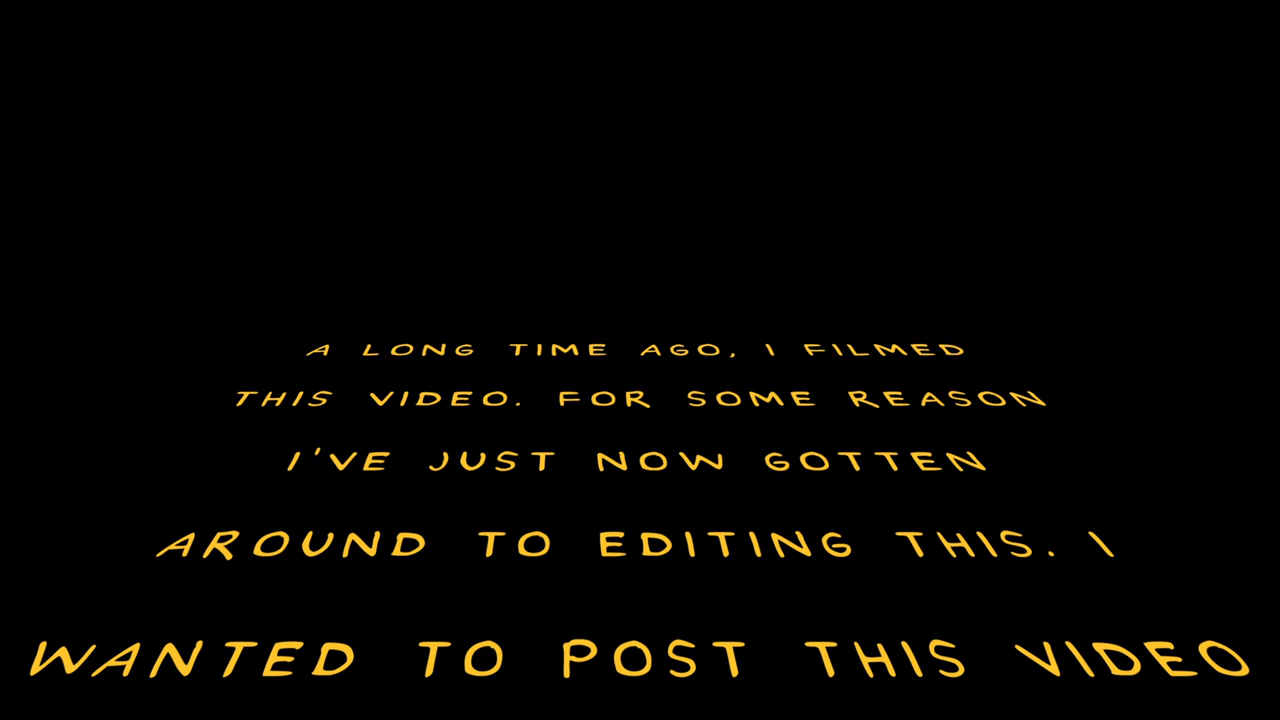 A LONG TIME AGO, I FILMED
THIS VIDEO. FOR SOME REASON
I'VE JUST NOW GOTTEN
AROUND TO EDITING THIS. I
WANTED TO POST THIS VIDEO